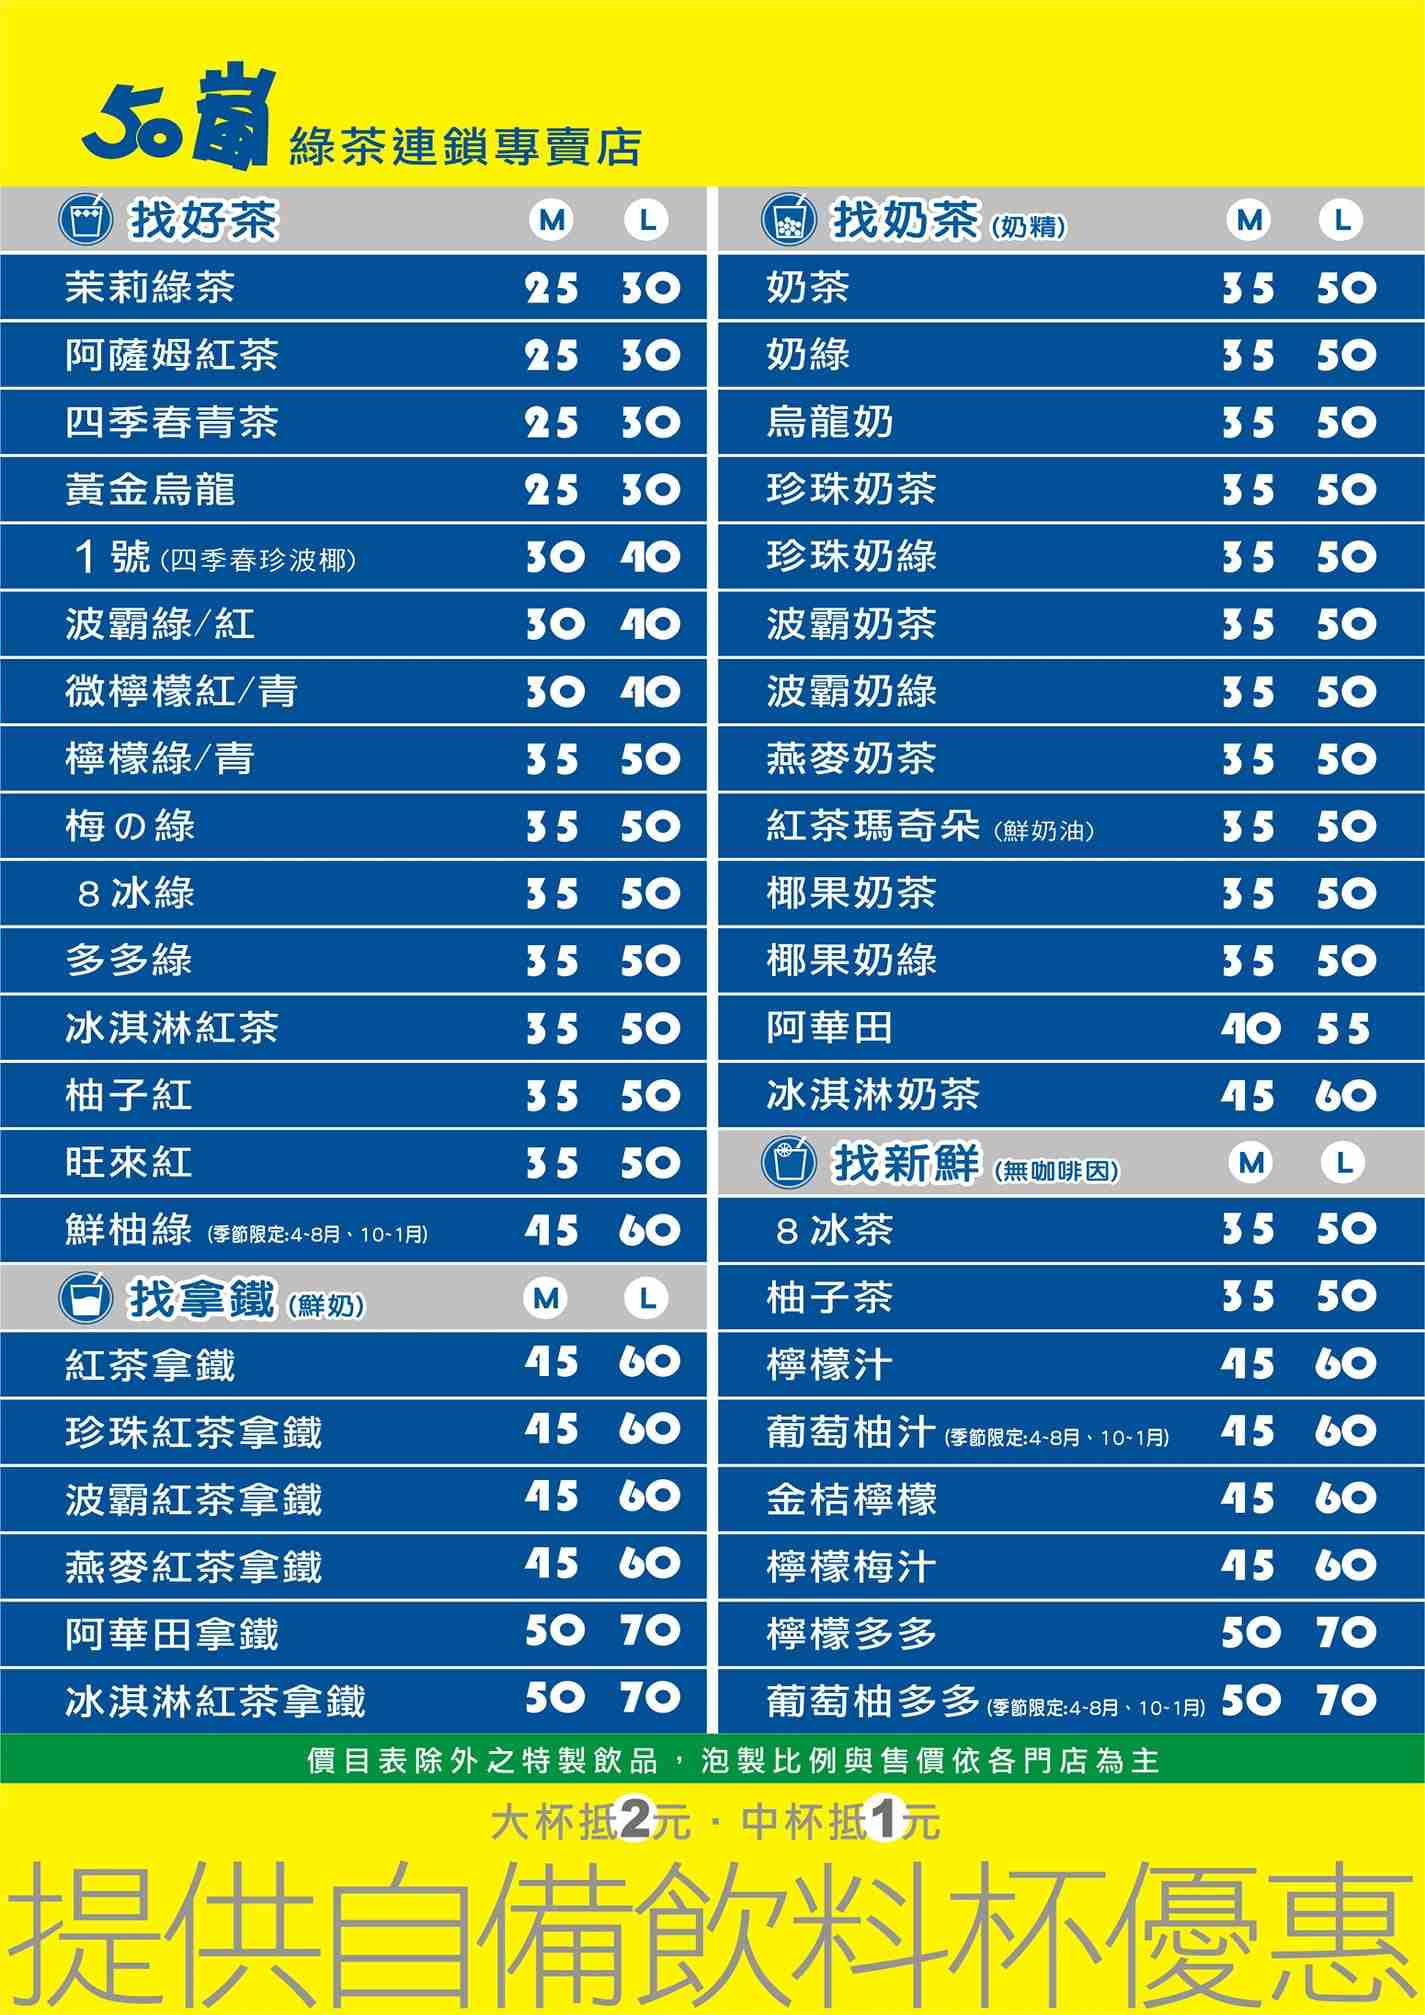 50嵐 綠茶連鎖專賣店
找好茶 M L
茉莉綠茶 25 30
阿薩姆紅茶 25 30
四季春青茶 25 30
黃金烏龍 25 30
1號 (四季春珍波椰) 30 40
波霸綠/紅 30 40
微檸檬紅/青 30 40
檸檬綠/青 35 50
梅の綠 35 50
8冰綠 35 50
多多綠 35 50
冰淇淋紅茶 35 50
柚子紅 35 50
旺來紅 35 50
鮮柚綠 (季節限定:4~8月、10~1月) 45 60
找拿鐵 (鮮奶) M L
紅茶拿鐵 45 60
珍珠紅茶拿鐵 45 60
波霸紅茶拿鐵 45 60
燕麥紅茶拿鐵 45 60
阿華田拿鐵 50 70
冰淇淋紅茶拿鐵 50 70
找奶茶 (奶精) M L
奶茶 35 50
奶綠 35 50
烏龍奶 35 50
珍珠奶茶 35 50
珍珠奶綠 35 50
波霸奶茶 35 50
波霸奶綠 35 50
燕麥奶茶 35 50
紅茶瑪奇朵 (鮮奶油) 35 50
椰果奶茶 35 50
椰果奶綠 35 50
阿華田 40 55
冰淇淋奶茶 45 60
找新鮮 (無咖啡因) M L
8冰茶 35 50
柚子茶 35 50
檸檬汁 45 60
葡萄柚汁 (季節限定:4~8月、10~1月) 45 60
金桔檸檬 45 60
檸檬梅汁 45 60
檸檬多多 50 70
葡萄柚多多 (季節限定:4~8月、10~1月) 50 70
價目表除外之特製飲品，泡製比例與售價依各門店為主
大杯抵2元・中杯抵1元
提供自備飲料杯優惠